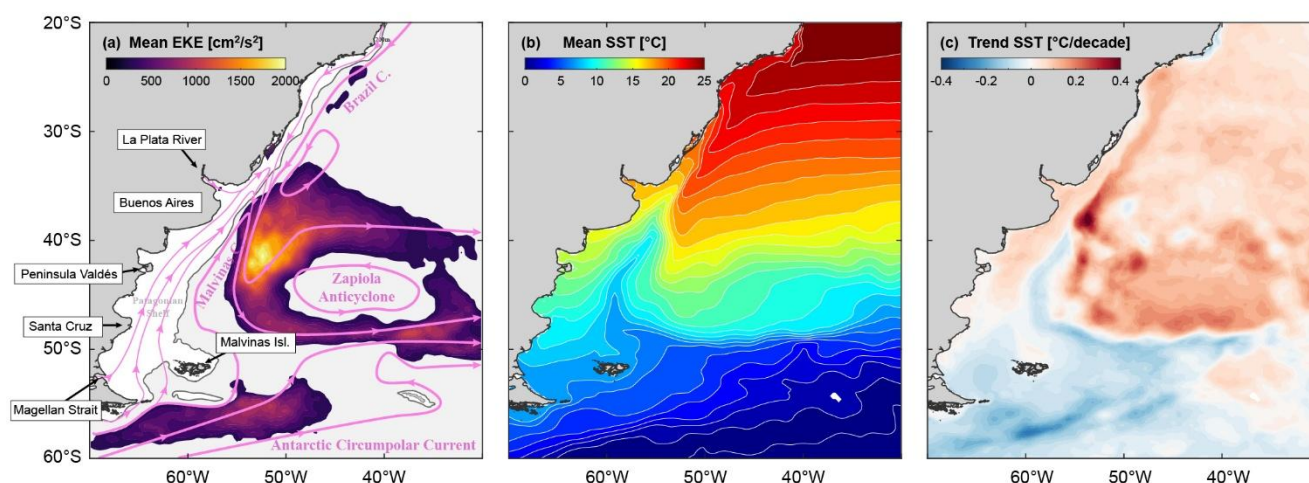 (a) Mean EKE [cm²/s²]
0 500 1000 1500 2000
20°S
30°S
40°S
50°S
60°S
60°W 50°W 40°W
Brazil C.
La Plata River
Buenos Aires
Malvinas C.
Peninsula Valdés
Zapiola
Anticyclone
Patagonian
Shelf
Santa Cruz
Malvinas Isl.
Magellan Strait
Antarctic Circumpolar Current
(b) Mean SST [°C]
0 5 10 15 20 25
60°W 50°W 40°W
(c) Trend SST [°C/decade]
-0.4 -0.2 0 0.2 0.4
60°W 50°W 40°W